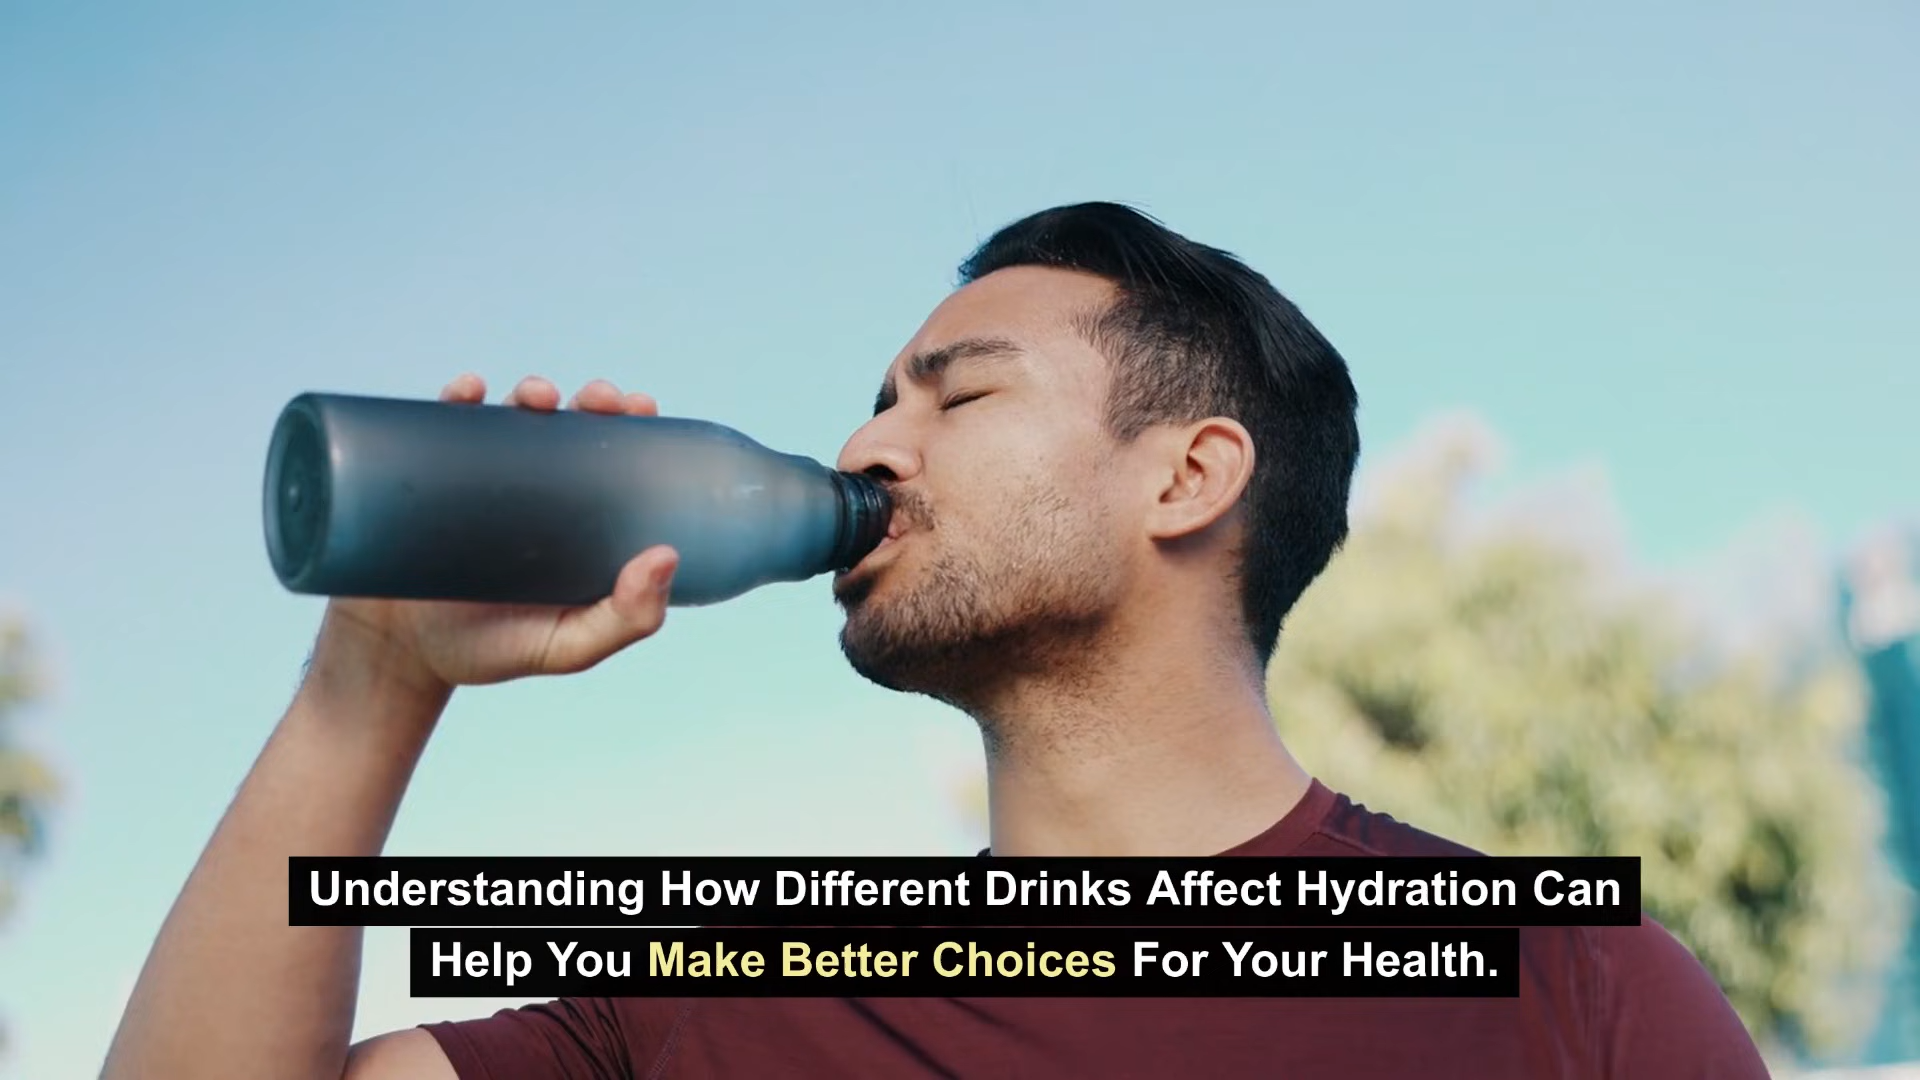 Understanding How Different Drinks Affect Hydration Can
Help You Make Better Choices For Your Health.